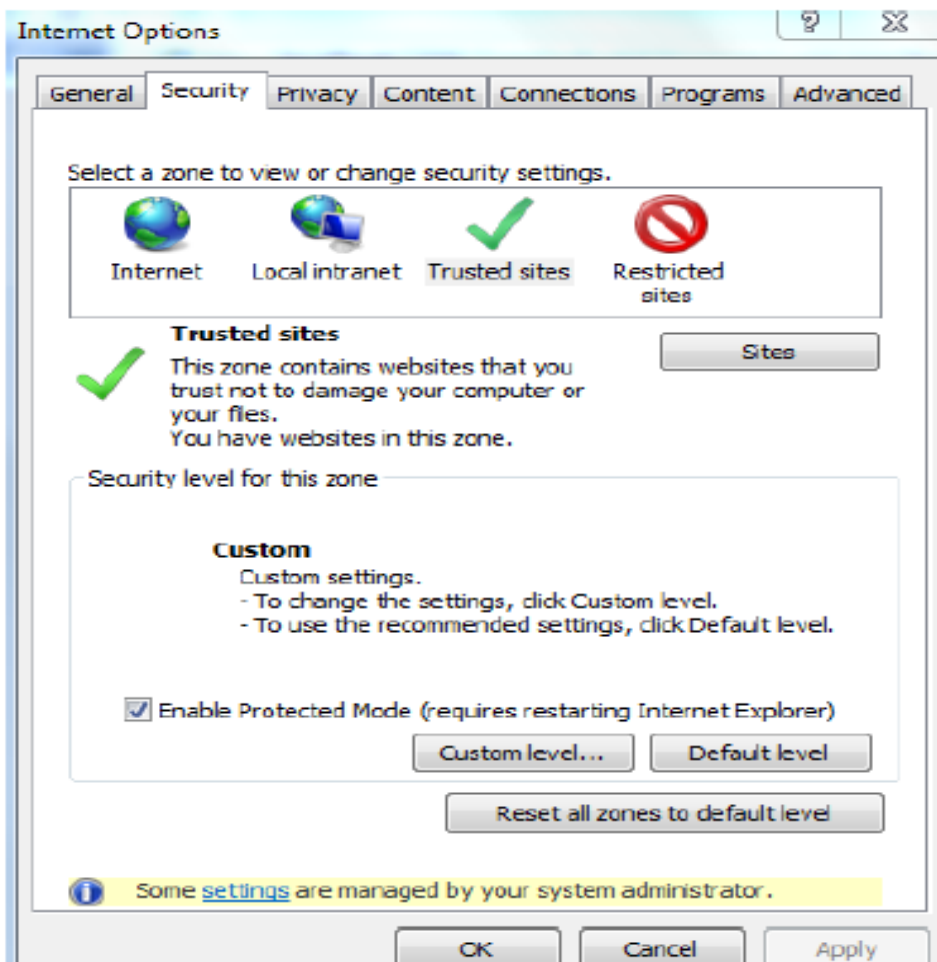 Internet Options
General Security Privacy Content Connections Programs Advanced
Select a zone to view or change security settings.
Internet Local intranet Trusted sites Restricted sites
Trusted sites
Sites
This zone contains websites that you
trust not to damage your computer or
your files.
You have websites in this zone.
Security level for this zone
Custom
Custom settings.
- To change the settings, click Custom level.
- To use the recommended settings, click Default level.
Enable Protected Mode (requires restarting Internet Explorer)
Custom level... Default level
Reset all zones to default level
Some settings are managed by your system administrator.
OK Cancel Apply